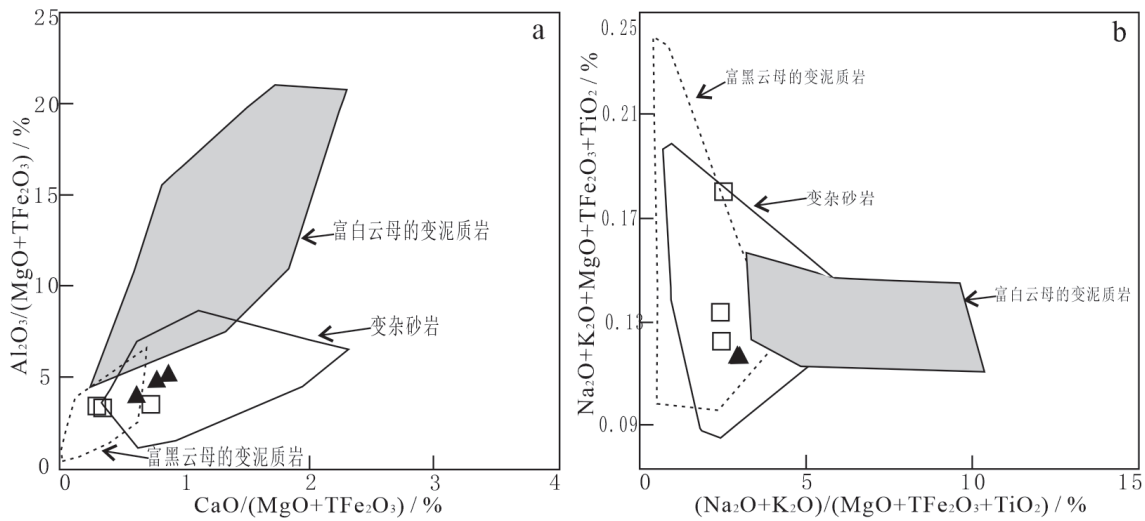 a
25
20
15
10
5
0
0
1
2
3
4
Al₂O₃/(MgO+TFe₂O₃) / %
CaO/(MgO+TFe₂O₃) / %
富白云母的变泥质岩
变杂砂岩
富黑云母的变泥质岩
b
0.25
0.21
0.17
0.13
0.09
0
5
10
15
Na₂O+K₂O+MgO+TFe₂O₃+TiO₂ / %
(Na₂O+K₂O)/(MgO+TFe₂O₃+TiO₂) / %
富黑云母的变泥质岩
变杂砂岩
富白云母的变泥质岩